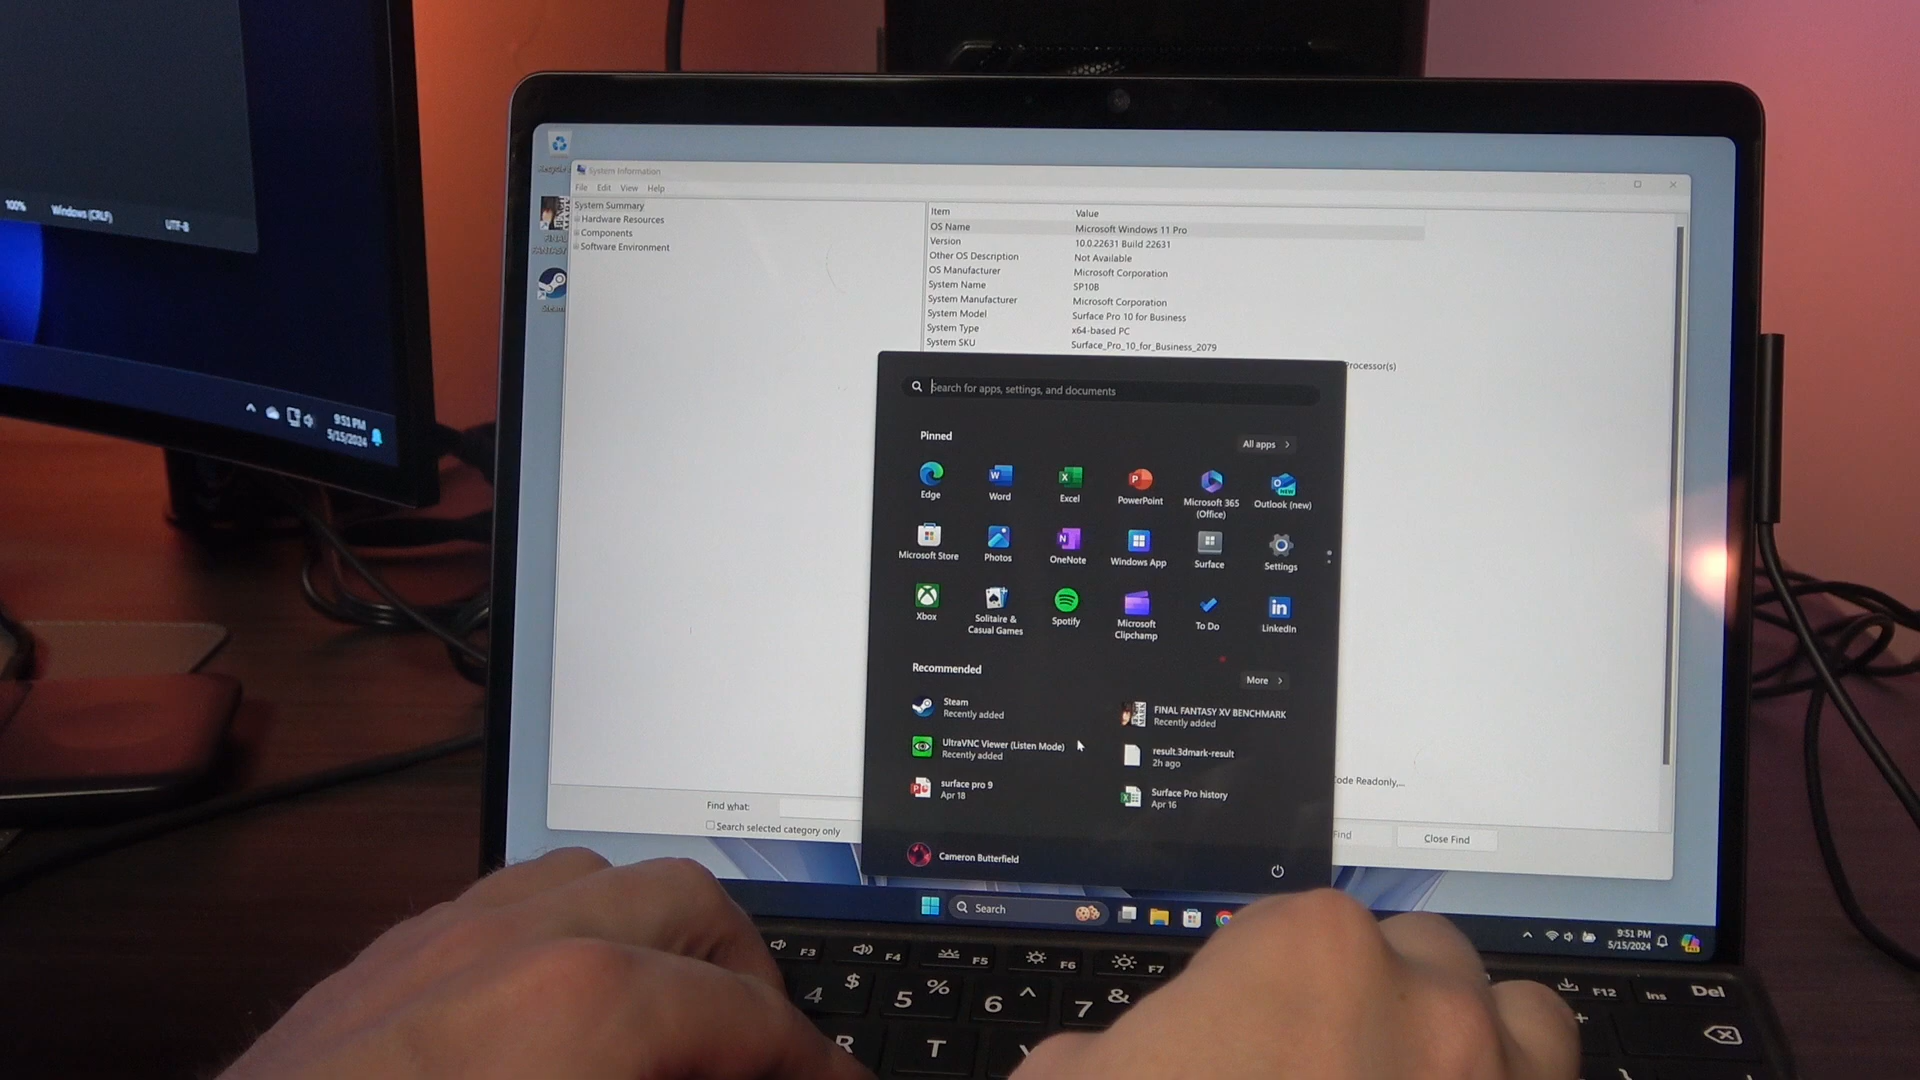 100%
Windows (CRLF)
UTF-8
9:51 PM
5/15/2024
System Information
File Edit View Help
System Summary
Hardware Resources
Components
Software Environment
Item Value
OS Name Microsoft Windows 11 Pro
Version 10.0.22631 Build 22631
Other OS Description Not Available
OS Manufacturer Microsoft Corporation
System Name SP10B
System Manufacturer Microsoft Corporation
System Model Surface Pro 10 for Business
System Type x64-based PC
System SKU Surface_Pro_10_for_Business_2079
Processor(s)
Search for apps, settings, and documents
Pinned
All apps
Edge Word Excel PowerPoint Microsoft 365 (Office) Outlook (new)
Microsoft Store Photos OneNote Windows App Surface Settings
Xbox Solitaire & Casual Games Spotify Microsoft Clipchamp To Do LinkedIn
Recommended
More
Steam
Recently added
FINAL FANTASY XV BENCHMARK
Recently added
UltraVNC Viewer (Listen Mode)
Recently added
result.3dmark-result
2h ago
surface pro 9
Apr 18
Surface Pro history
Apr 16
Cameron Butterfield
ode Readonly,...
Find what:
Search selected category only
Find
Close Find
Search
9:51 PM
5/15/2024
F3 F4 F5 F6 F7 F12 Ins Del
4 $ 5 % 6 ^ 7 & +
R T